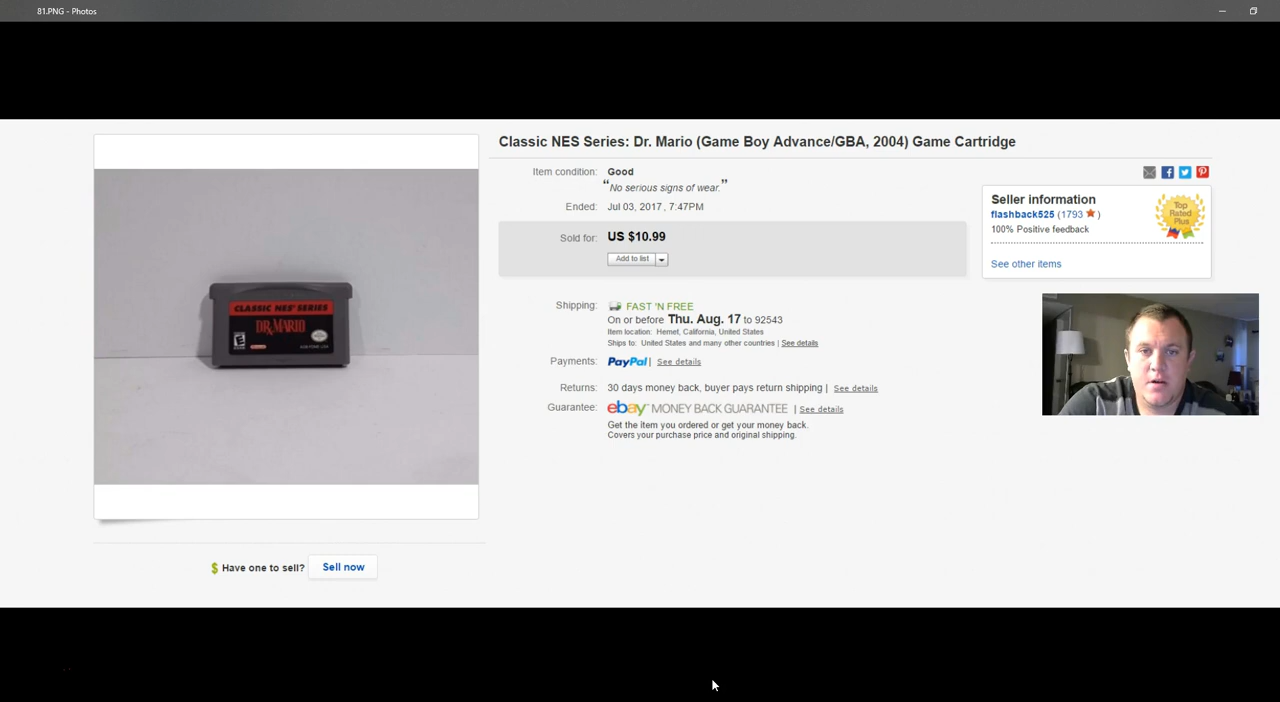 81.PNG - Photos
Classic NES Series: Dr. Mario (Game Boy Advance/GBA, 2004) Game Cartridge
Item condition: Good
“No serious signs of wear.”
Ended: Jul 03, 2017 , 7:47PM
Sold for: US $10.99
Add to list
Shipping: FAST 'N FREE
On or before Thu. Aug. 17 to 92543
Item location: Hemet, California, United States
Ships to: United States and many other countries | See details
Payments: PayPal | See details
Returns: 30 days money back, buyer pays return shipping | See details
Guarantee: ebay MONEY BACK GUARANTEE | See details
Get the item you ordered or get your money back.
Covers your purchase price and original shipping.
Seller information
flashback525 (1793 )
100% Positive feedback
See other items
Top
Rated
Plus
CLASSIC NES SERIES
DR. MARIO
E
Have one to sell? Sell now